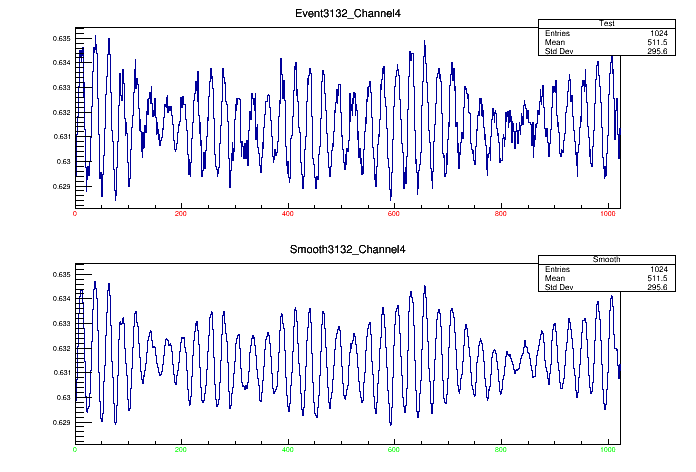 Event3132_Channel4
Test
Entries 1024
Mean 511.5
Std Dev 295.6
0.635
0.634
0.633
0.632
0.631
0.63
0.629
0 200 400 600 800 1000
Smooth3132_Channel4
Smooth
Entries 1024
Mean 511.5
Std Dev 295.6
0.635
0.634
0.633
0.632
0.631
0.63
0.629
0 200 400 600 800 1000